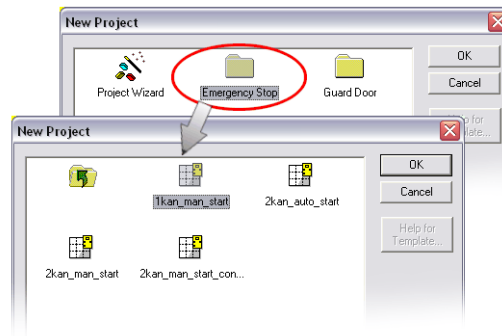 New Project
Project Wizard
Emergency Stop
Guard Door
OK
Cancel
for
New Project
1kan_man_start
2kan_auto_start
2kan_man_start
2kan_man_start_con...
OK
Cancel
Help for
Template...